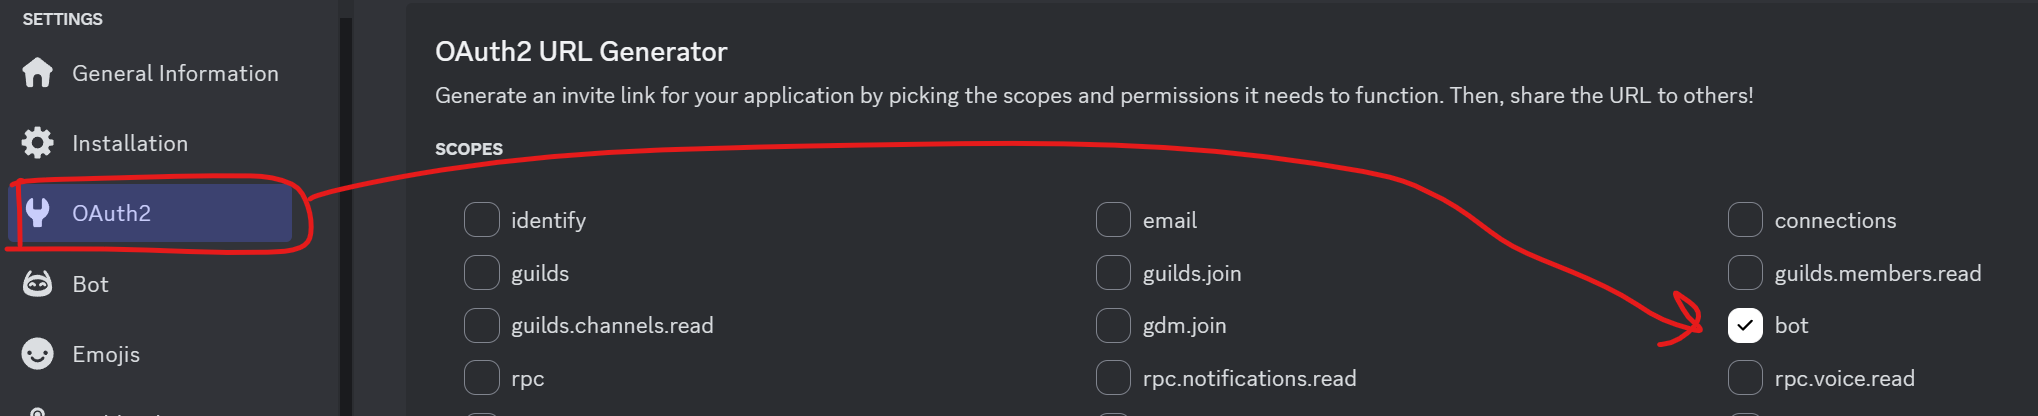 SETTINGS
General Information
Installation
OAuth2
Bot
Emojis
OAuth2 URL Generator
Generate an invite link for your application by picking the scopes and permissions it needs to function. Then, share the URL to others!
SCOPES
identify
email
connections
guilds
guilds.join
guilds.members.read
guilds.channels.read
gdm.join
bot
rpc
rpc.notifications.read
rpc.voice.read